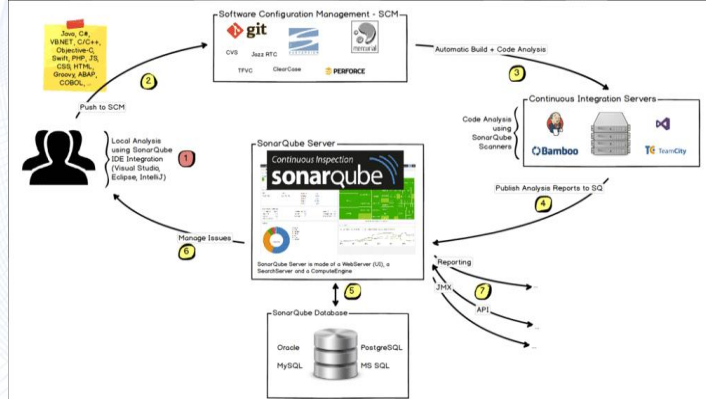 Java, C#,
VB.NET, C/C++,
Objective-C,
Swift, PHP, JS,
CSS, HTML,
Groovy, ABAP,
COBOL, ...
2
Push to SCM
Software Configuration Management - SCM
git
CVS
Jazz RTC
mercurial
TFVC
ClearCase
PERFORCE
Automatic Build + Code Analysis
3
Continuous Integration Servers
Code Analysis
using
SonarQube
Scanners
Bamboo
TC TeamCity
Local Analysis
using SonarQube
IDE Integration
(Visual Studio,
Eclipse, IntelliJ)
1
SonarQube Server
Continuous Inspection
sonarqube
SonarQube Server is made of a WebServer (UI), a
SearchServer and a ComputeEngine
Publish Analysis Reports to SQ
4
Manage Issues
6
5
Reporting
JMX
7
API
...
...
...
SonarQube Database
Oracle
PostgreSQL
MySQL
MS SQL